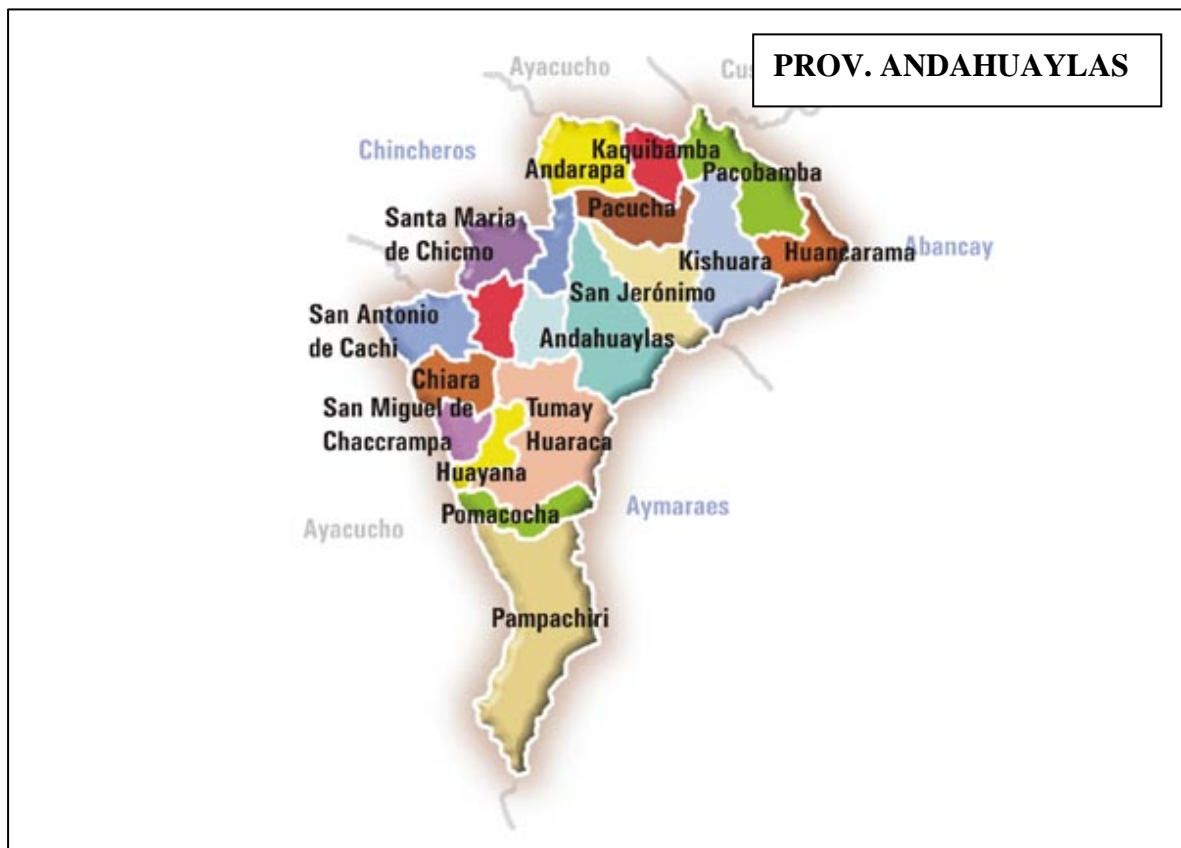 PROV. ANDAHUAYLAS
Ayacucho
Chincheros
Kaquibamba
Andarapa
Pacobamba
Pacucha
Santa Maria
de Chicmo
Kishuara
Huancarama
Abancay
San Jerónimo
San Antonio
de Cachi
Andahuaylas
Chiara
San Miguel de
Chaccrampa
Tumay
Huaraca
Huayana
Pomacocha
Aymaraes
Ayacucho
Pampachiri